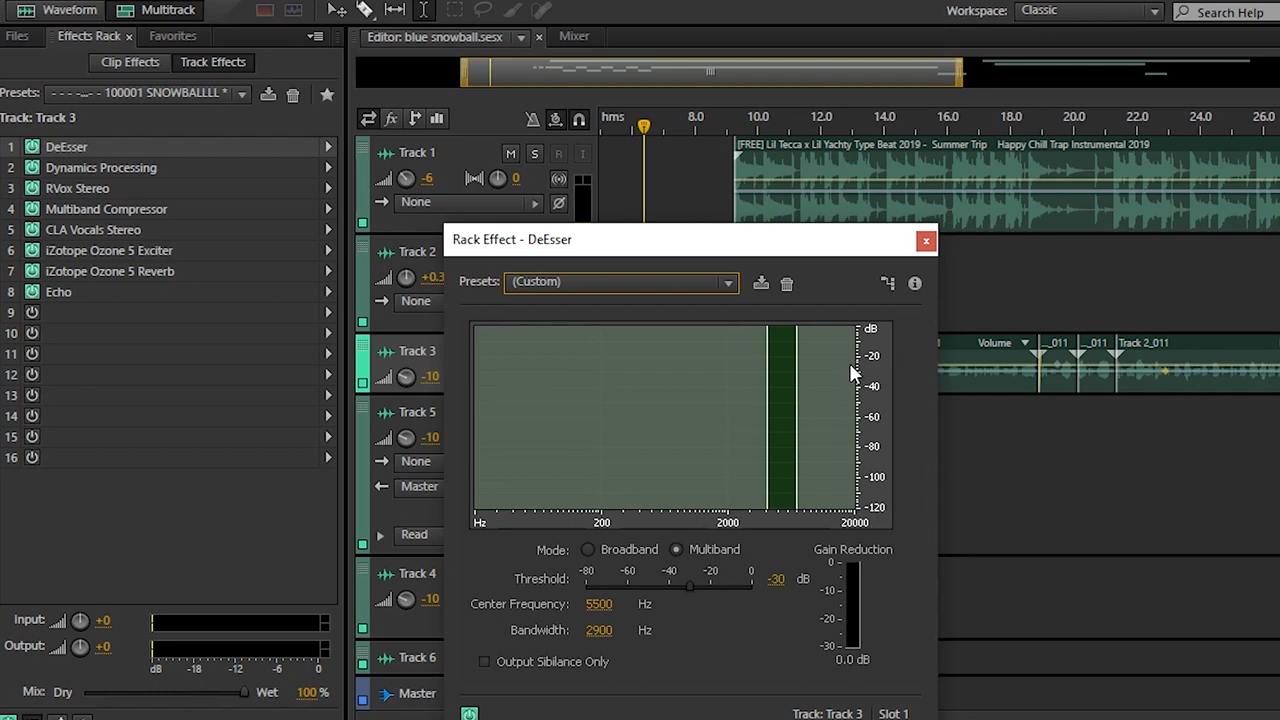 Waveform Multitrack Workspace: Classic Search Help
Files Effects Rack × Favorites Editor: blue snowball.sesx × Mixer
Clip Effects Track Effects
Presets: - - - -...- - 100001 SNOWBALLLL *
Track: Track 3
1 DeEsser
2 Dynamics Processing
3 RVox Stereo
4 Multiband Compressor
5 CLA Vocals Stereo
6 iZotope Ozone 5 Exciter
7 iZotope Ozone 5 Reverb
8 Echo
9
10
11
12
13
14
15
16
Input: +0
Output: +0
dB -18 -12 -6 0
Mix: Dry Wet 100 %
fx hms 8.0 10.0 12.0 14.0 16.0 18.0 20.0 22.0 24.0 26.0
Track 1 M S R I
[FREE] Lil Tecca x Lil Yachty Type Beat 2019 - Summer Trip Happy Chill Trap Instrumental 2019
-6 0
None
Track 2
+0.3
None
Track 3
-10
Volume ..._011 ..._011 Track 2_011
Track 5
-10
None
Master
Read
Track 4
-10
Track 6
Master
Rack Effect - DeEsser
Presets: (Custom)
dB
-20
-40
-60
-80
-100
-120
Hz 200 2000 20000
Mode: Broadband Multiband
Threshold: -80 -60 -40 -20 0 -30 dB
Center Frequency: 5500 Hz
Bandwidth: 2900 Hz
Output Sibilance Only
Gain Reduction
0
-10
-20
-30
0.0 dB
Track: Track 3 Slot 1